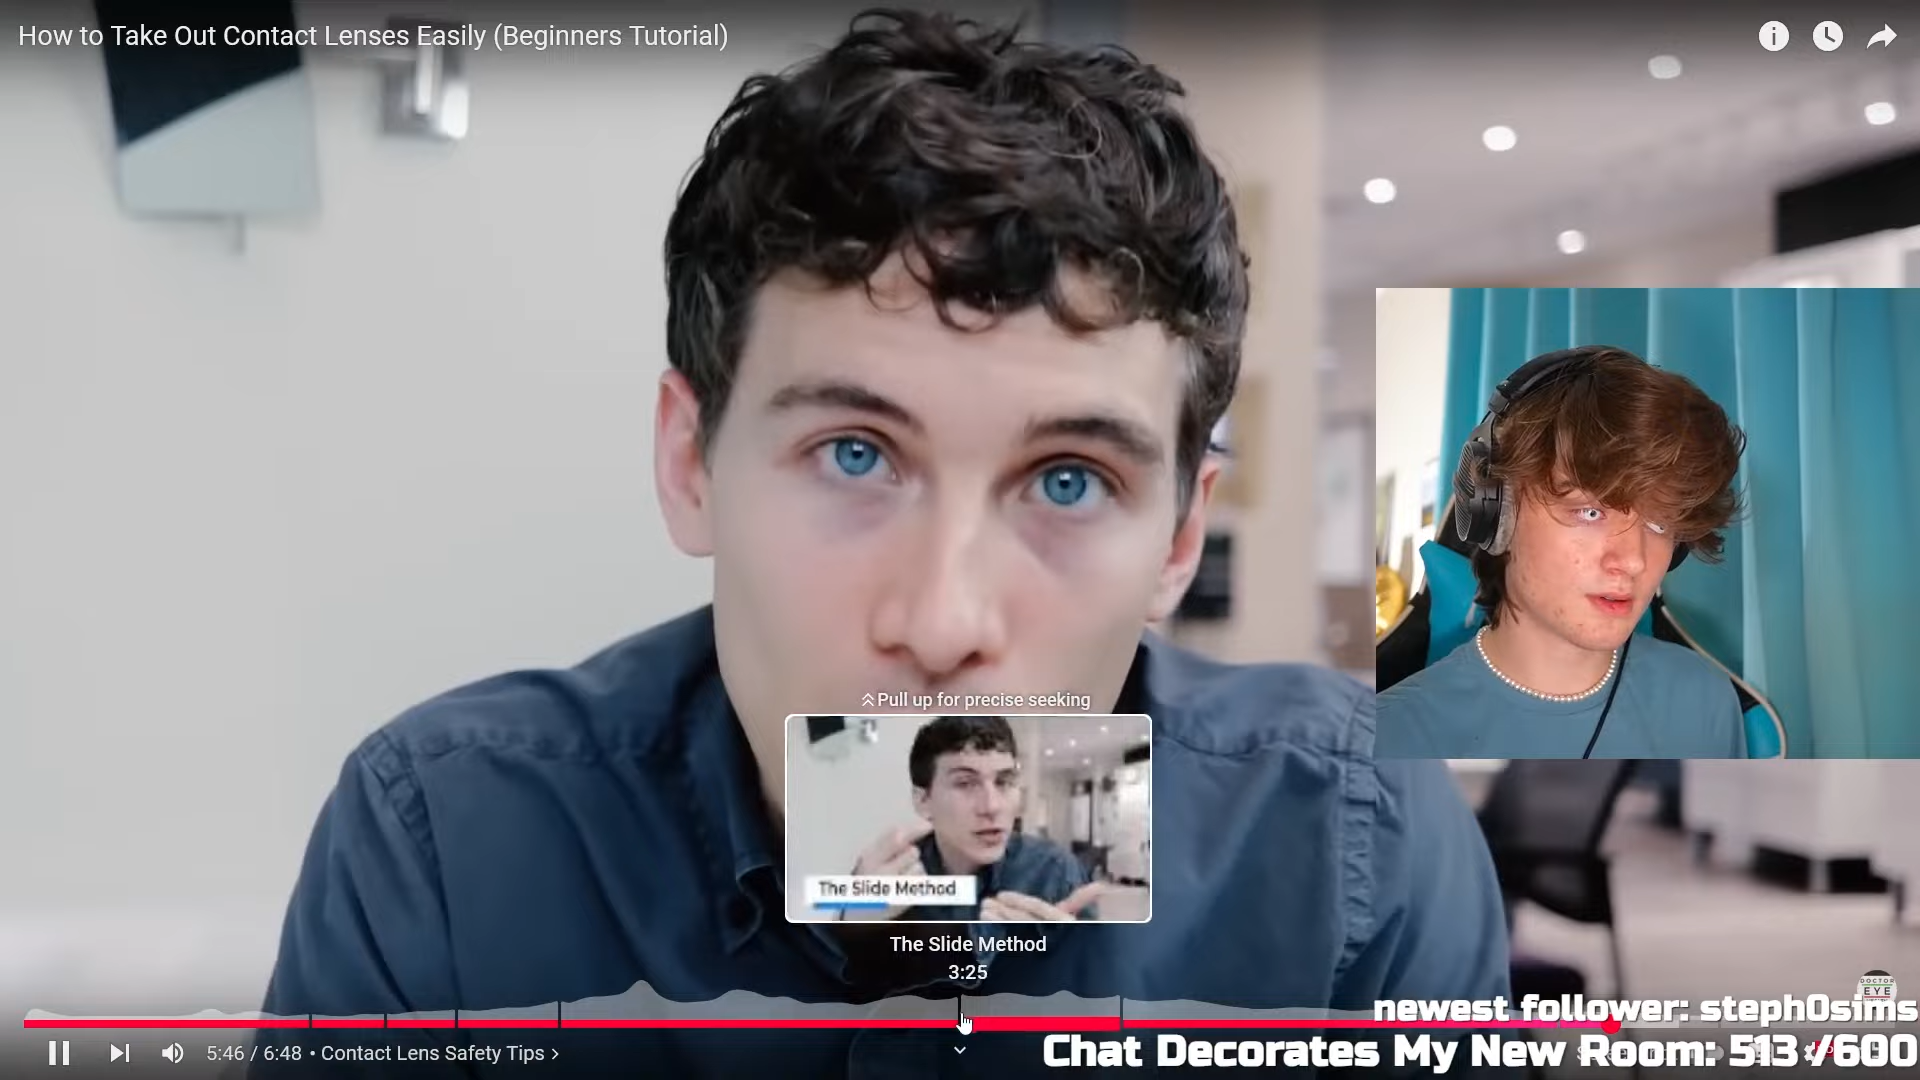 How to Take Out Contact Lenses Easily (Beginners Tutorial)
Pull up for precise seeking
The Slide Method
The Slide Method
3:25
DOCTOR
EYE
newest follower: steph0sims
5:46 / 6:48 • Contact Lens Safety Tips
Chat Decorates My New Room: 513 /600